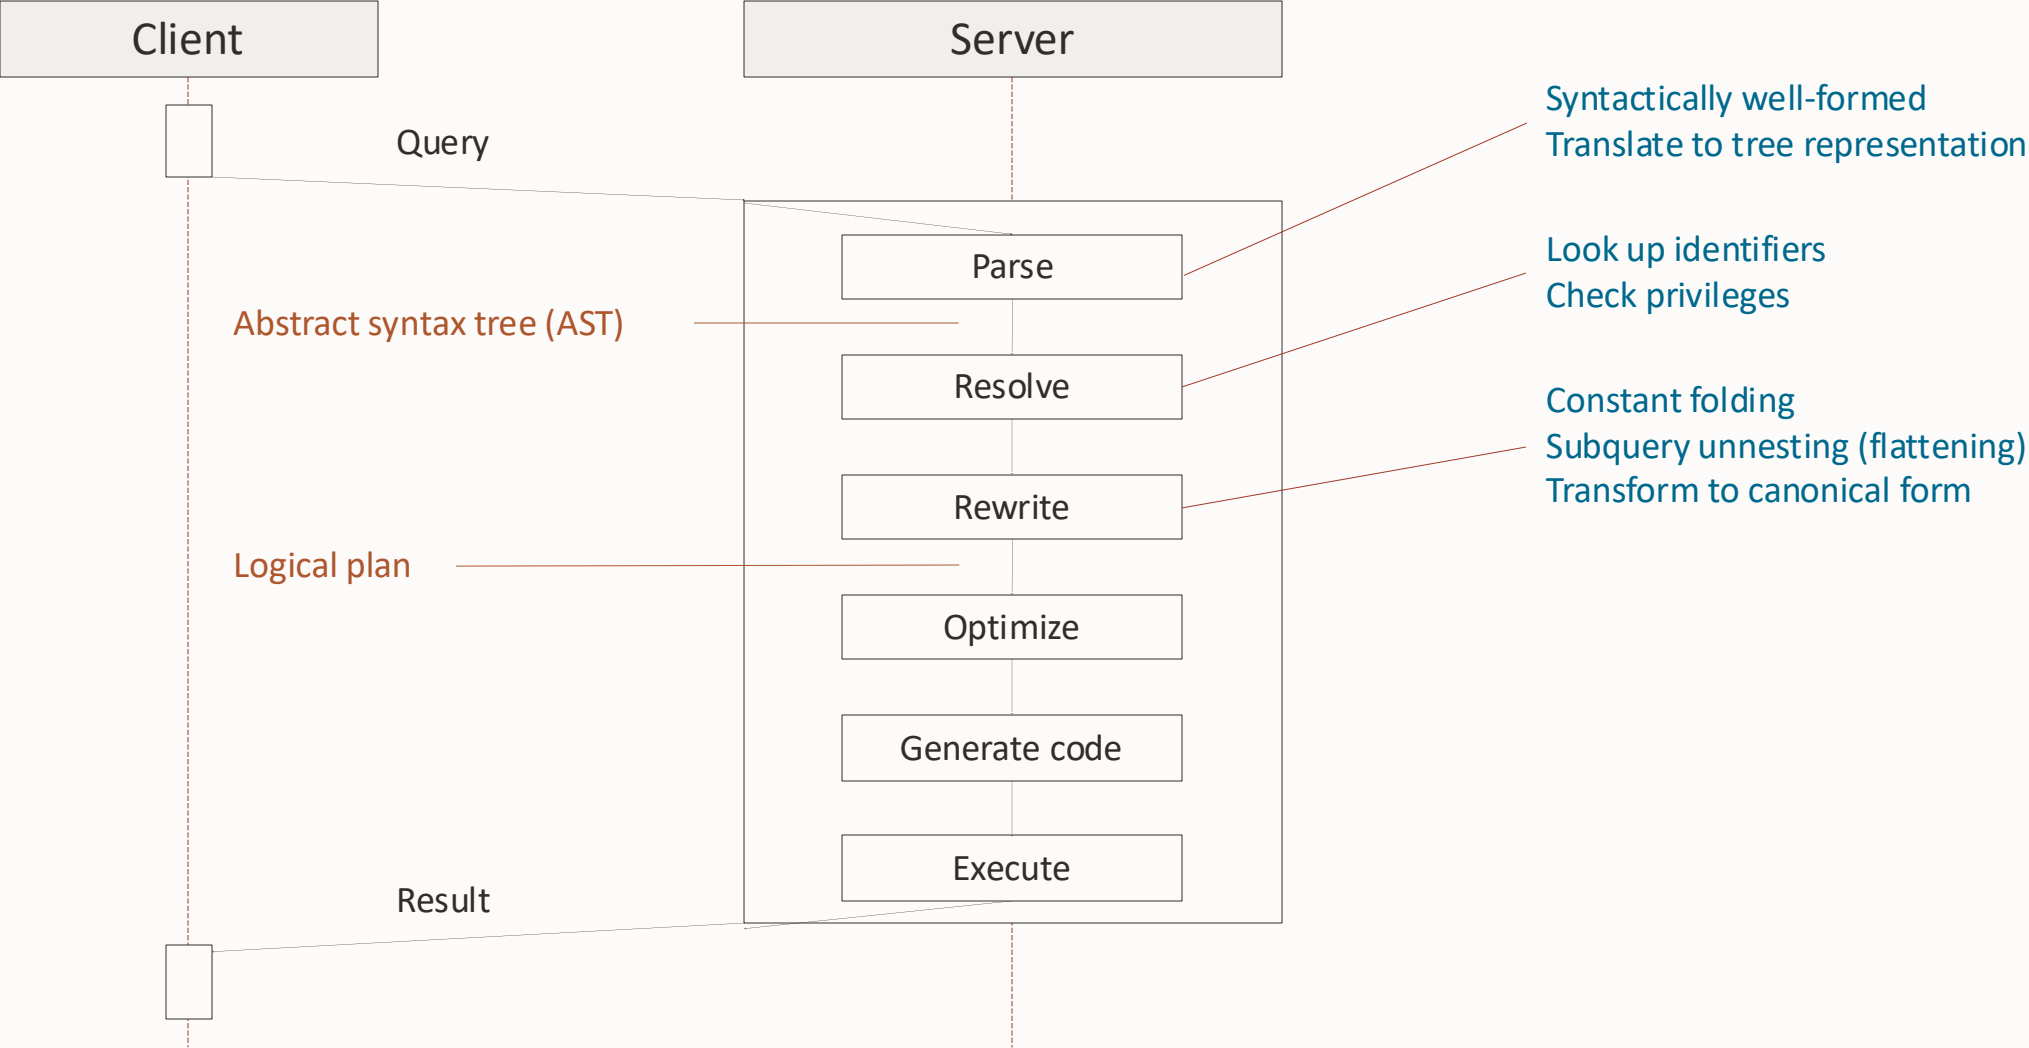 Client
Server
Query
Parse
Abstract syntax tree (AST)
Resolve
Rewrite
Logical plan
Optimize
Generate code
Execute
Result
Syntactically well-formed
Translate to tree representation
Look up identifiers
Check privileges
Constant folding
Subquery unnesting (flattening)
Transform to canonical form